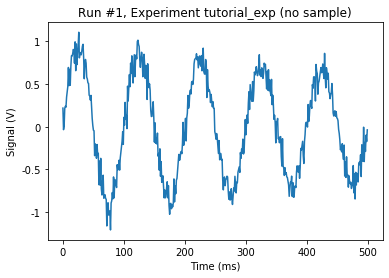 Run #1, Experiment tutorial_exp (no sample)
1
0.5
0
-0.5
-1
Signal (V)
0 100 200 300 400 500
Time (ms)